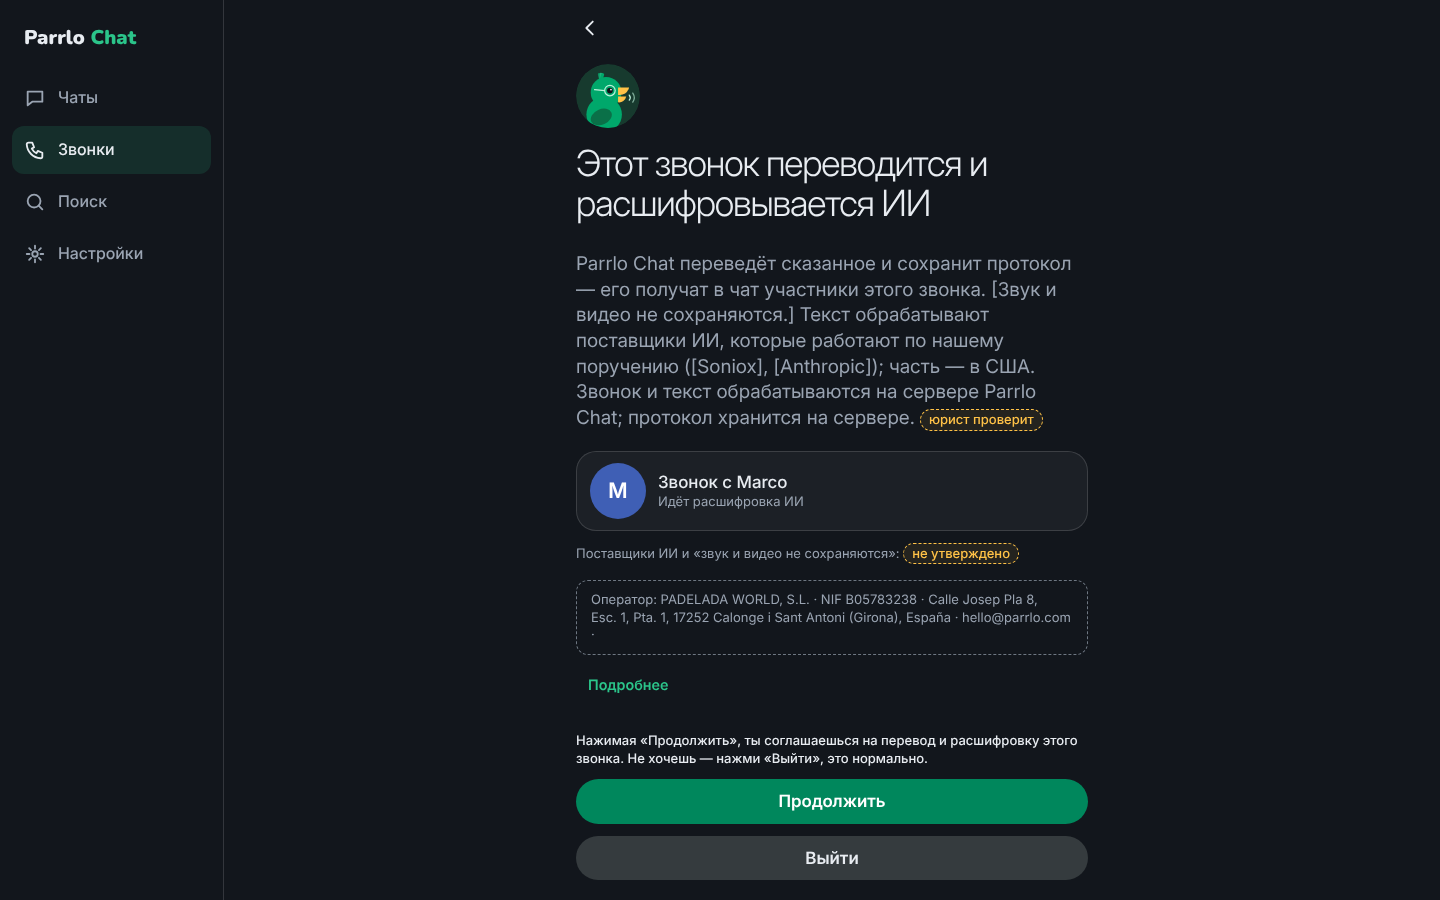 Parrlo Chat
Чаты
Звонки
Поиск
Настройки
Этот звонок переводится и
расшифровывается ИИ
Parrlo Chat переведёт сказанное и сохранит протокол
— его получат в чат участники этого звонка. [Звук и
видео не сохраняются.] Текст обрабатывают
поставщики ИИ, которые работают по нашему
поручению ([Soniox], [Anthropic]); часть — в США.
Звонок и текст обрабатываются на сервере Parrlo
Chat; протокол хранится на сервере. юрист проверит
M
Звонок с Marco
Идёт расшифровка ИИ
Поставщики ИИ и «звук и видео не сохраняются»: не утверждено
Оператор: PADELADA WORLD, S.L. · NIF B05783238 · Calle Josep Pla 8,
Esc. 1, Pta. 1, 17252 Calonge i Sant Antoni (Girona), España · hello@parrlo.com
·
Подробнее
Нажимая «Продолжить», ты соглашаешься на перевод и расшифровку этого
звонка. Не хочешь — нажми «Выйти», это нормально.
Продолжить
Выйти